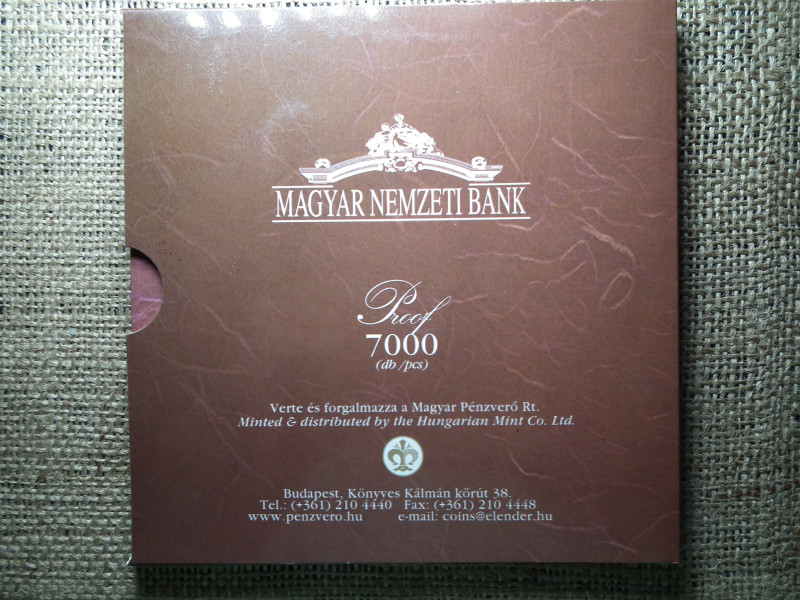 MAGYAR NEMZETI BANK
Proof
7000
(db /pcs)
Verte és forgalmazza a Magyar Pénzverő Rt.
Minted & distributed by the Hungarian Mint Co. Ltd.
Budapest, Könyves Kálmán körút 38.
Tel.: (+361) 210 4440 Fax: (+361) 210 4448
www.penzvero.hu e-mail: coins@elender.hu